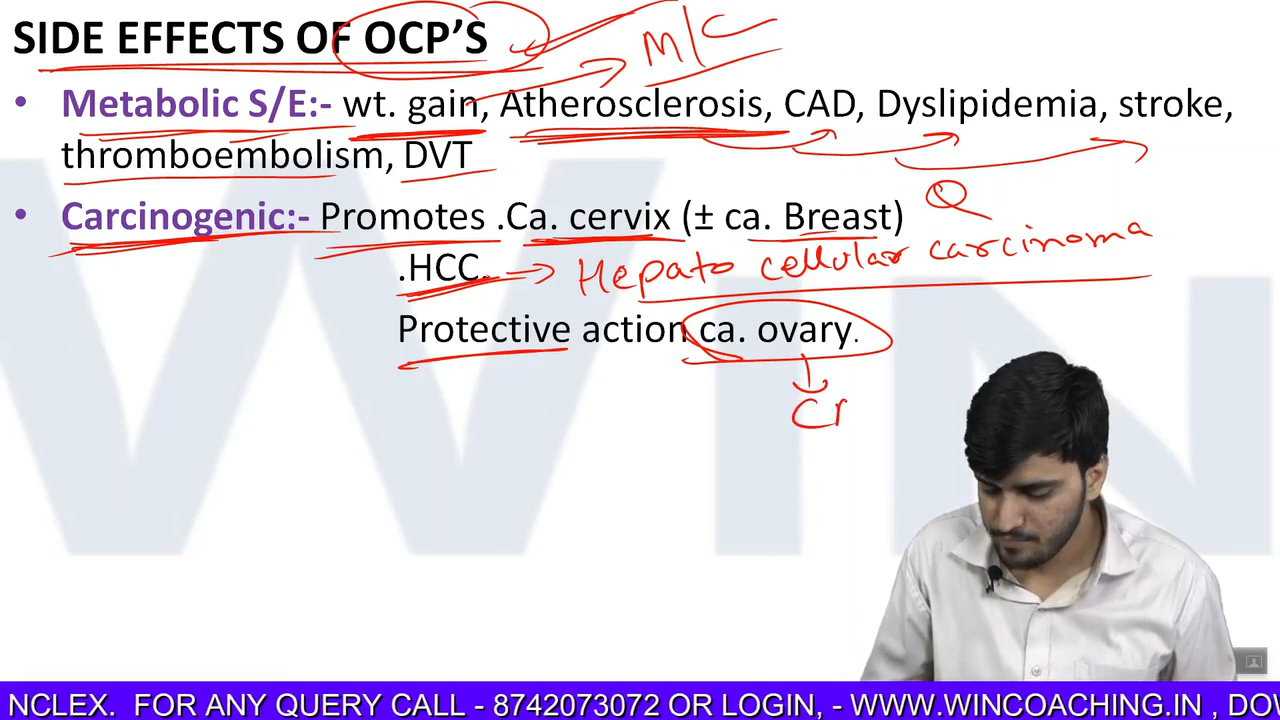 SIDE EFFECTS OF OCP’S
M/C
• Metabolic S/E:- wt. gain, Atherosclerosis, CAD, Dyslipidemia, stroke,
thromboembolism, DVT
• Carcinogenic:- Promotes .Ca. cervix (± ca. Breast)
.HCC. → Hepato cellular carcinoma
Protective action ca. ovary.
WIN
NCLEX. FOR ANY QUERY CALL - 8742073072 OR LOGIN, - WWW.WINCOACHING.IN , DOW